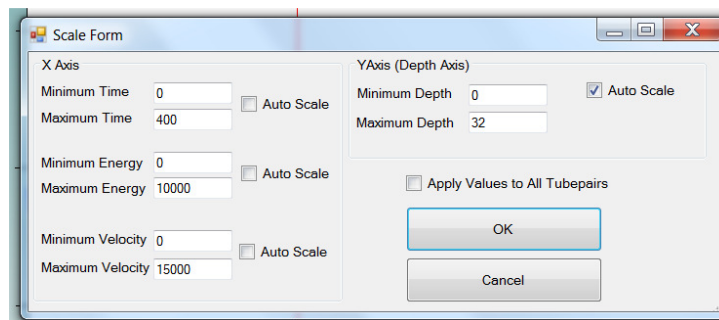 Scale Form
X Axis
Minimum Time 0
Maximum Time 400
Auto Scale
Minimum Energy 0
Maximum Energy 10000
Auto Scale
Minimum Velocity 0
Maximum Velocity 15000
Auto Scale
YAxis (Depth Axis)
Minimum Depth 0
Maximum Depth 32
Auto Scale
Apply Values to All Tubepairs
OK
Cancel